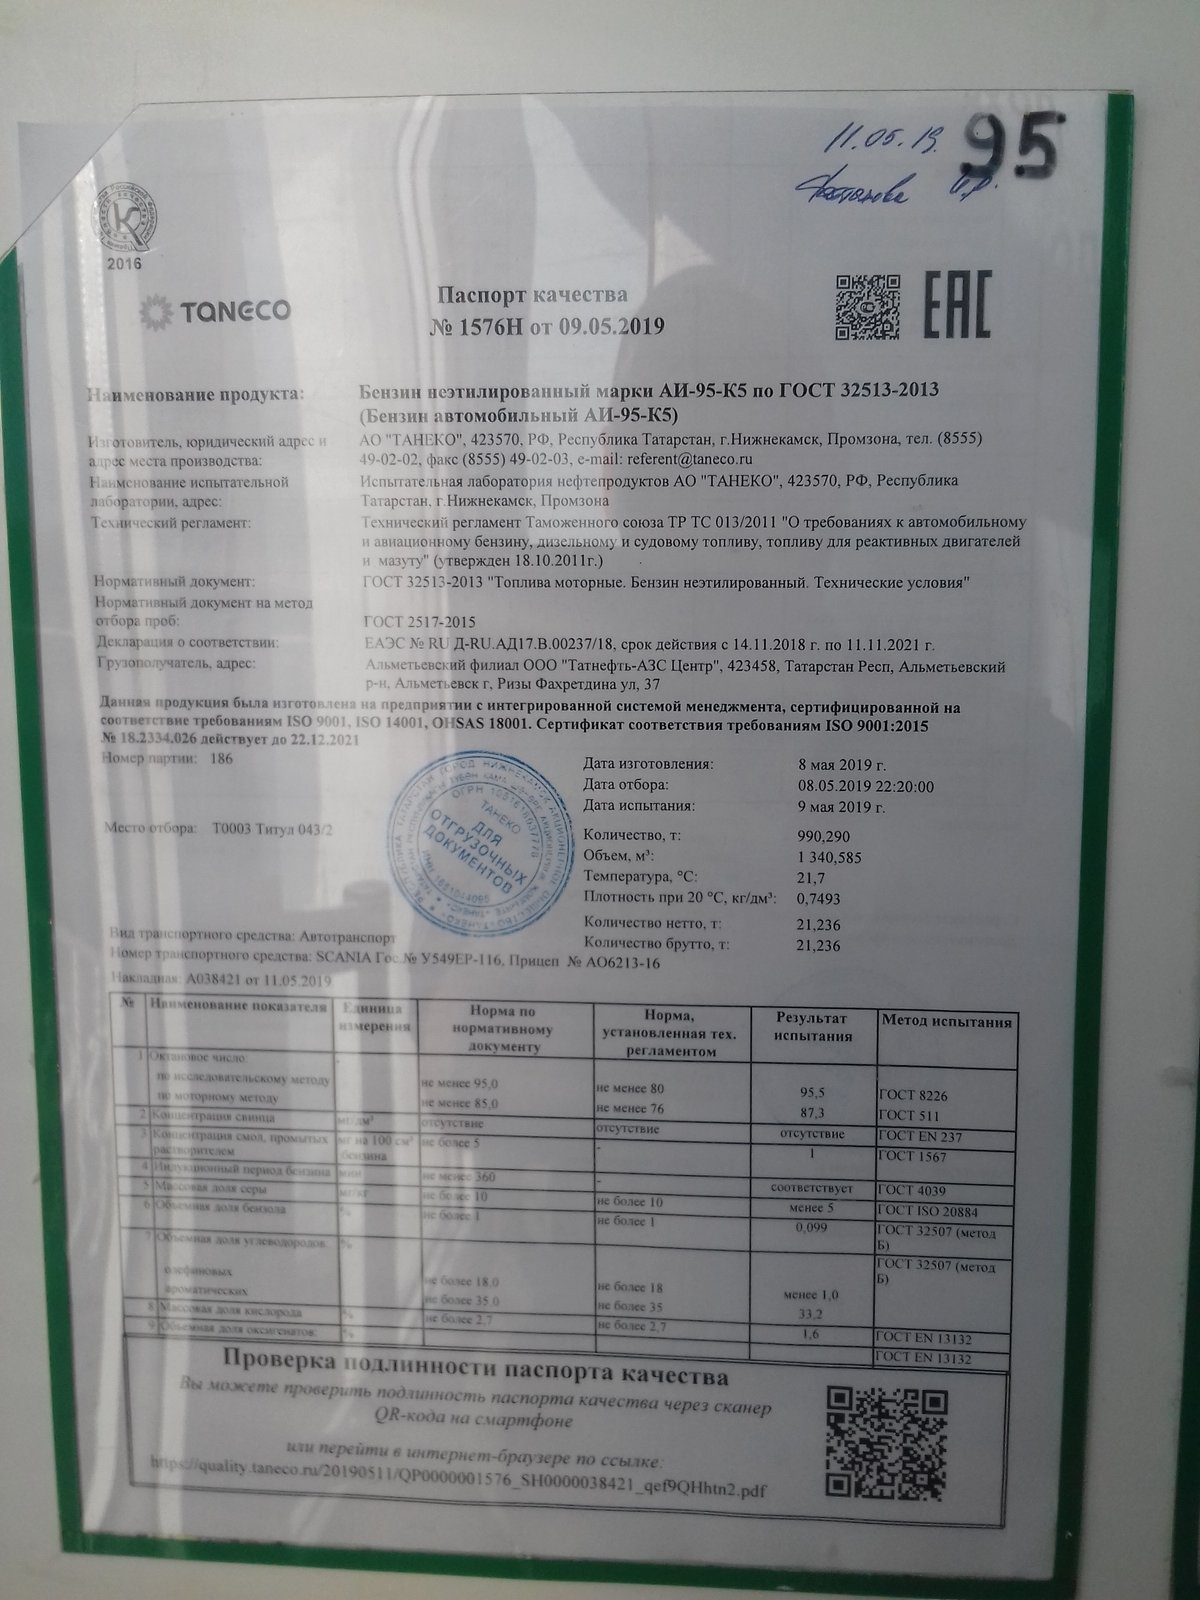 11.05.19. 95
2016
TANECO
EAC
Паспорт качества
№ 1576Н от 09.05.2019
Наименование продукта: Бензин неэтилированный марки АИ-95-К5 по ГОСТ 32513-2013
(Бензин автомобильный АИ-95-К5)
Изготовитель, юридический адрес и адрес места производства: АО "ТАНЕКО", 423570, РФ, Республика Татарстан, г.Нижнекамск, Промзона, тел. (8555)
49-02-02, факс (8555) 49-02-03, e-mail: referent@taneco.ru
Наименование испытательной лаборатории, адрес: Испытательная лаборатория нефтепродуктов АО "ТАНЕКО", 423570, РФ, Республика
Татарстан, г.Нижнекамск, Промзона
Технический регламент: Технический регламент Таможенного союза ТР ТС 013/2011 "О требованиях к автомобильному
и авиационному бензину, дизельному и судовому топливу, топливу для реактивных двигателей
и мазуту" (утвержден 18.10.2011г.)
Нормативный документ: ГОСТ 32513-2013 "Топлива моторные. Бензин неэтилированный. Технические условия"
Нормативный документ на метод
отбора проб: ГОСТ 2517-2015
Декларация о соответствии: ЕАЭС № RU Д-RU.АД17.В.00237/18, срок действия с 14.11.2018 г. по 11.11.2021 г.
Грузополучатель, адрес: Альметьевский филиал ООО "Татнефть-АЗС Центр", 423458, Татарстан Респ, Альметьевский
р-н, Альметьевск г, Ризы Фахретдина ул, 37
Данная продукция была изготовлена на предприятии с интегрированной системой менеджмента, сертифицированной на
соответствие требованиям ISO 9001, ISO 14001, OHSAS 18001. Сертификат соответствия требованиям ISO 9001:2015
№ 18.2334.026 действует до 22.12.2021
Номер партии: 186
Дата изготовления: 8 мая 2019 г.
Дата отбора: 08.05.2019 22:20:00
Дата испытания: 9 мая 2019 г.
Место отбора: Т0003 Титул 043/2
ТАНЕКО
ДЛЯ
ОТГРУЗОЧНЫХ
ДОКУМЕНТОВ
Количество, т: 990,290
Объем, м³: 1 340,585
Температура, °С: 21,7
Плотность при 20 °С, кг/дм³: 0,7493
Количество нетто, т: 21,236
Количество брутто, т: 21,236
Вид транспортного средства: Автотранспорт
Номер транспортного средства: SCANIA Гос.№ У549ЕР-116, Прицеп № АО6213-16
Накладная: А038421 от 11.05.2019
№ Наименование показателя Единица измерения Норма по нормативному документу Норма, установленная тех. регламентом Результат испытания Метод испытания
1 Октановое число: -
по исследовательскому методу не менее 95,0 не менее 80 95,5 ГОСТ 8226
по моторному методу не менее 85,0 не менее 76 87,3 ГОСТ 511
2 Концентрация свинца мг/дм³ отсутствие отсутствие отсутствие ГОСТ EN 237
3 Концентрация смол, промытых растворителем мг на 100 см³ бензина не более 5 - 1 ГОСТ 1567
4 Индукционный период бензина мин не менее 360 - соответствует ГОСТ 4039
5 Массовая доля серы мг/кг не более 10 не более 10 менее 5 ГОСТ ISO 20884
6 Объемная доля бензола % не более 1 не более 1 0,099 ГОСТ 32507 (метод Б)
7 Объемная доля углеводородов: % ГОСТ 32507 (метод Б)
олефиновых не более 18,0 не более 18 менее 1,0
ароматических не более 35,0 не более 35 33,2
8 Массовая доля кислорода % не более 2,7 не более 2,7 1,6 ГОСТ EN 13132
9 Объемная доля оксигенатов: % ГОСТ EN 13132
Проверка подлинности паспорта качества
Вы можете проверить подлинность паспорта качества через сканер
QR-кода на смартфоне
или перейти в интернет-браузере по ссылке:
https://quality.taneco.ru/20190511/QP0000001576_SH0000038421_qef9QHhtn2.pdf